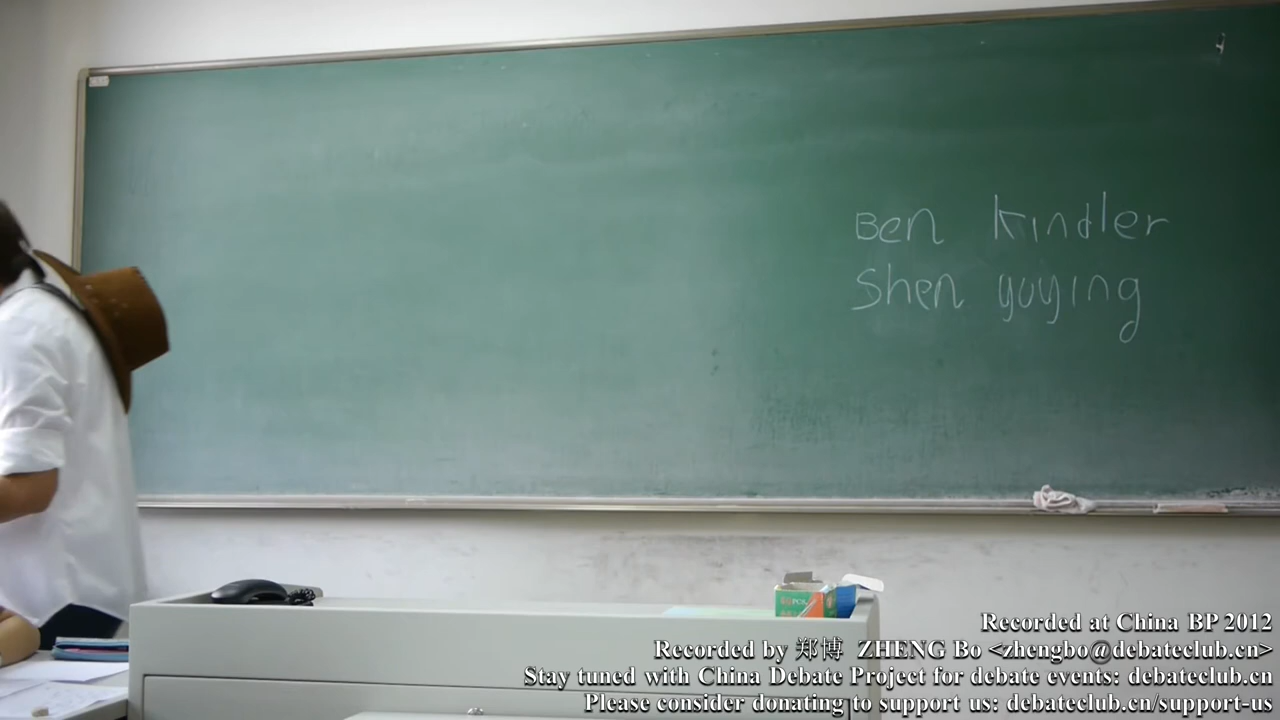 Ben Kindler
Shen yuying
Recorded at China BP 2012
Recorded by 郑博 ZHENG Bo <zhengbo@debateclub.cn>
Stay tuned with China Debate Project for debate events: debateclub.cn
Please consider donating to support us: debateclub.cn/support-us